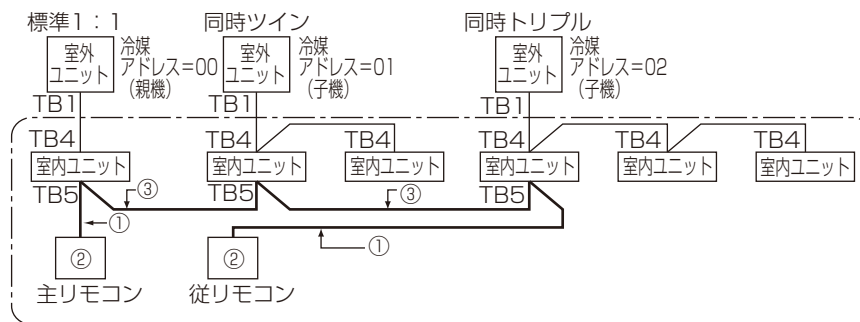 標準1：1
同時ツイン
同時トリプル
室外
ユニット
冷媒
アドレス=00
(親機)
室外
ユニット
冷媒
アドレス=01
(子機)
室外
ユニット
冷媒
アドレス=02
(子機)
TB1
TB1
TB1
TB4
TB4
TB4
TB4
TB4
TB4
室内ユニット
室内ユニット
室内ユニット
室内ユニット
室内ユニット
室内ユニット
TB5
TB5
TB5
③
③
①
①
②
②
主リモコン
従リモコン